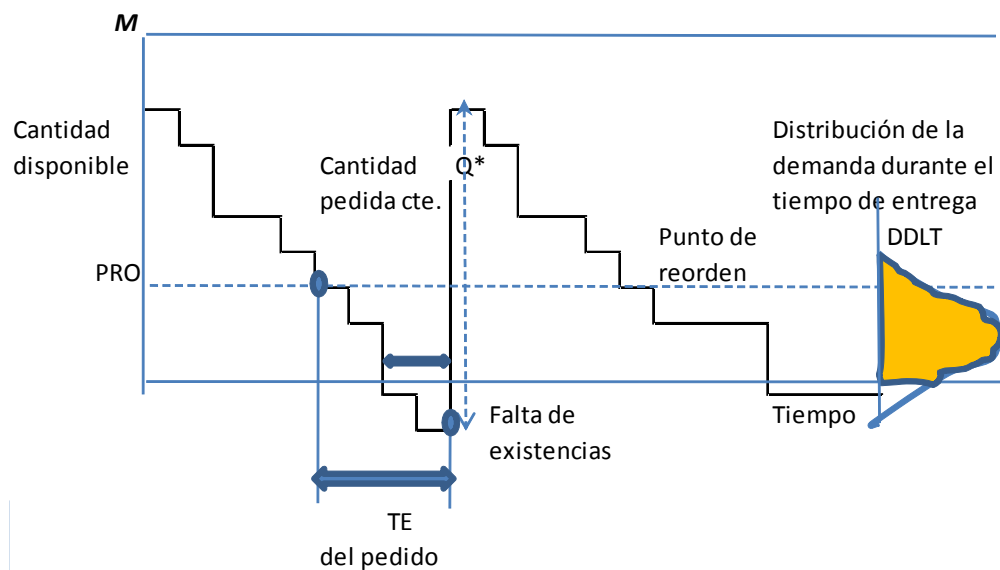 M
Cantidad
disponible
Cantidad
pedida cte.
Q*
Distribución de la
demanda durante el
tiempo de entrega
DDLT
Punto de
reorden
PRO
Falta de
existencias
Tiempo
TE
del pedido